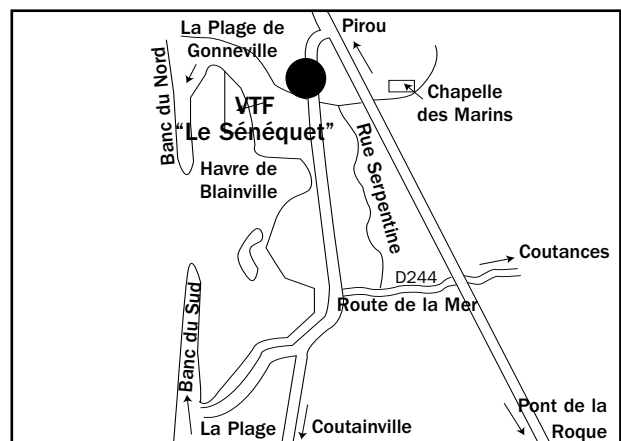 La Plage de
Gonneville
Pirou
Banc du Nord
VTF
“Le Sénéquet”
Chapelle
des Marins
Havre de
Blainville
Rue Serpentine
Coutances
D244
Route de la Mer
Banc du Sud
La Plage
Coutainville
Pont de la
Roque